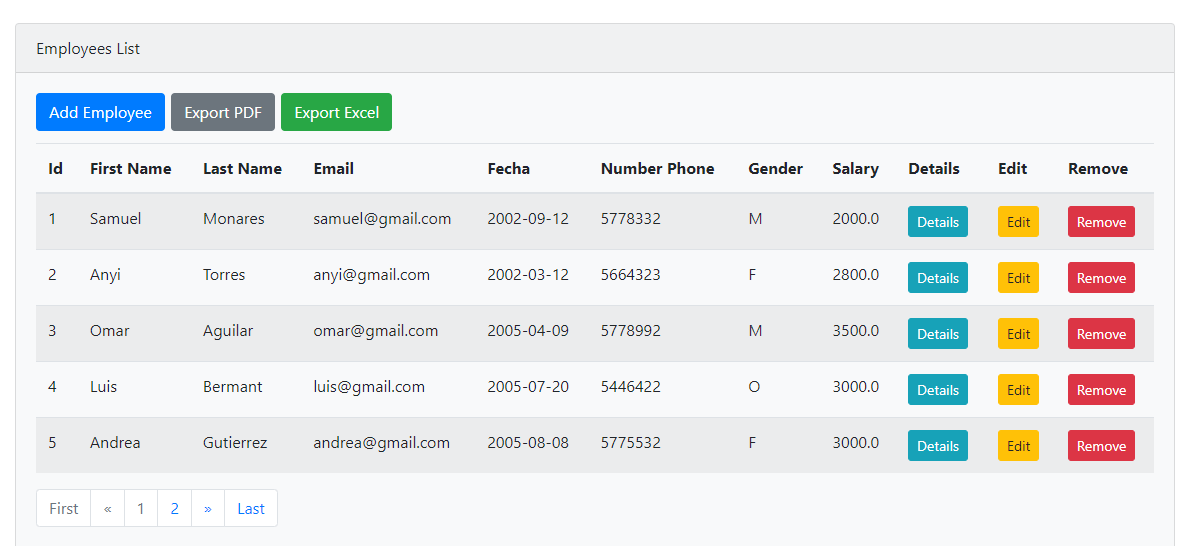 Employees List
Add Employee Export PDF Export Excel
Id First Name Last Name Email Fecha Number Phone Gender Salary Details Edit Remove
1 Samuel Monares samuel@gmail.com 2002-09-12 5778332 M 2000.0 Details Edit Remove
2 Anyi Torres anyi@gmail.com 2002-03-12 5664323 F 2800.0 Details Edit Remove
3 Omar Aguilar omar@gmail.com 2005-04-09 5778992 M 3500.0 Details Edit Remove
4 Luis Bermant luis@gmail.com 2005-07-20 5446422 O 3000.0 Details Edit Remove
5 Andrea Gutierrez andrea@gmail.com 2005-08-08 5775532 F 3000.0 Details Edit Remove
First « 1 2 » Last